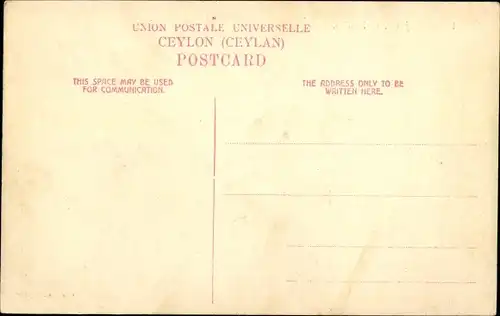 UNION POSTALE UNIVERSELLE
CEYLON (CEYLAN)
POSTCARD
THIS SPACE MAY BE USED
FOR COMMUNICATION.
THE ADDRESS ONLY TO BE
WRITTEN HERE.